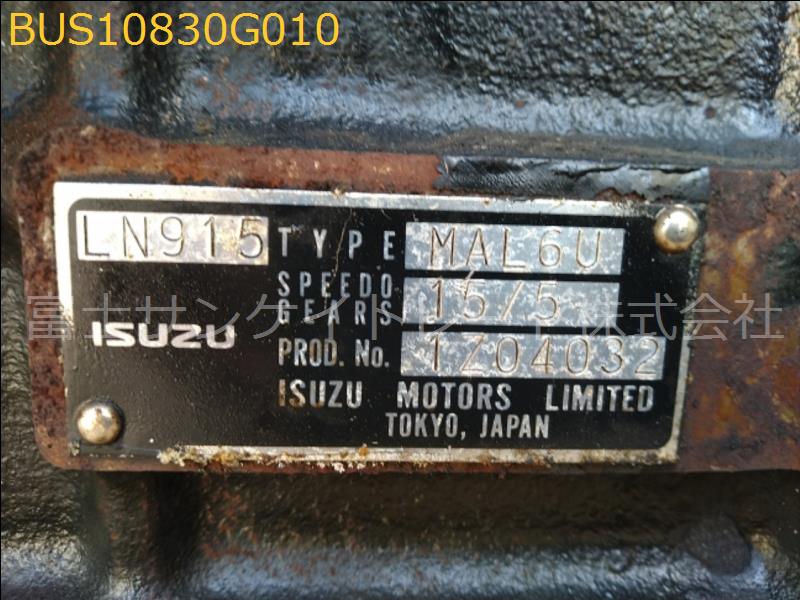 BUS10830G010
LN915 TYPE MAL6U
SPEEDO GEARS 15/5
ISUZU
PROD. No. 1Z04032
ISUZU MOTORS LIMITED
TOKYO, JAPAN
富士サンケイトレード株式会社